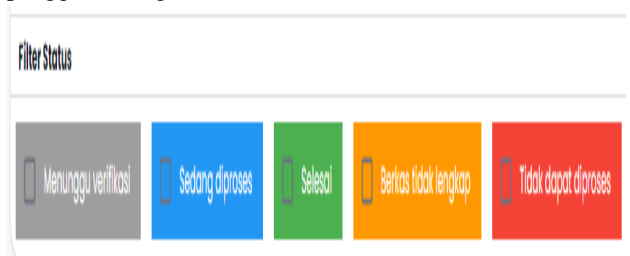 Filter Status
Menunggu verifikasi Sedang diproses Selesai Berkas tidak lengkap Tidak dapat diproses